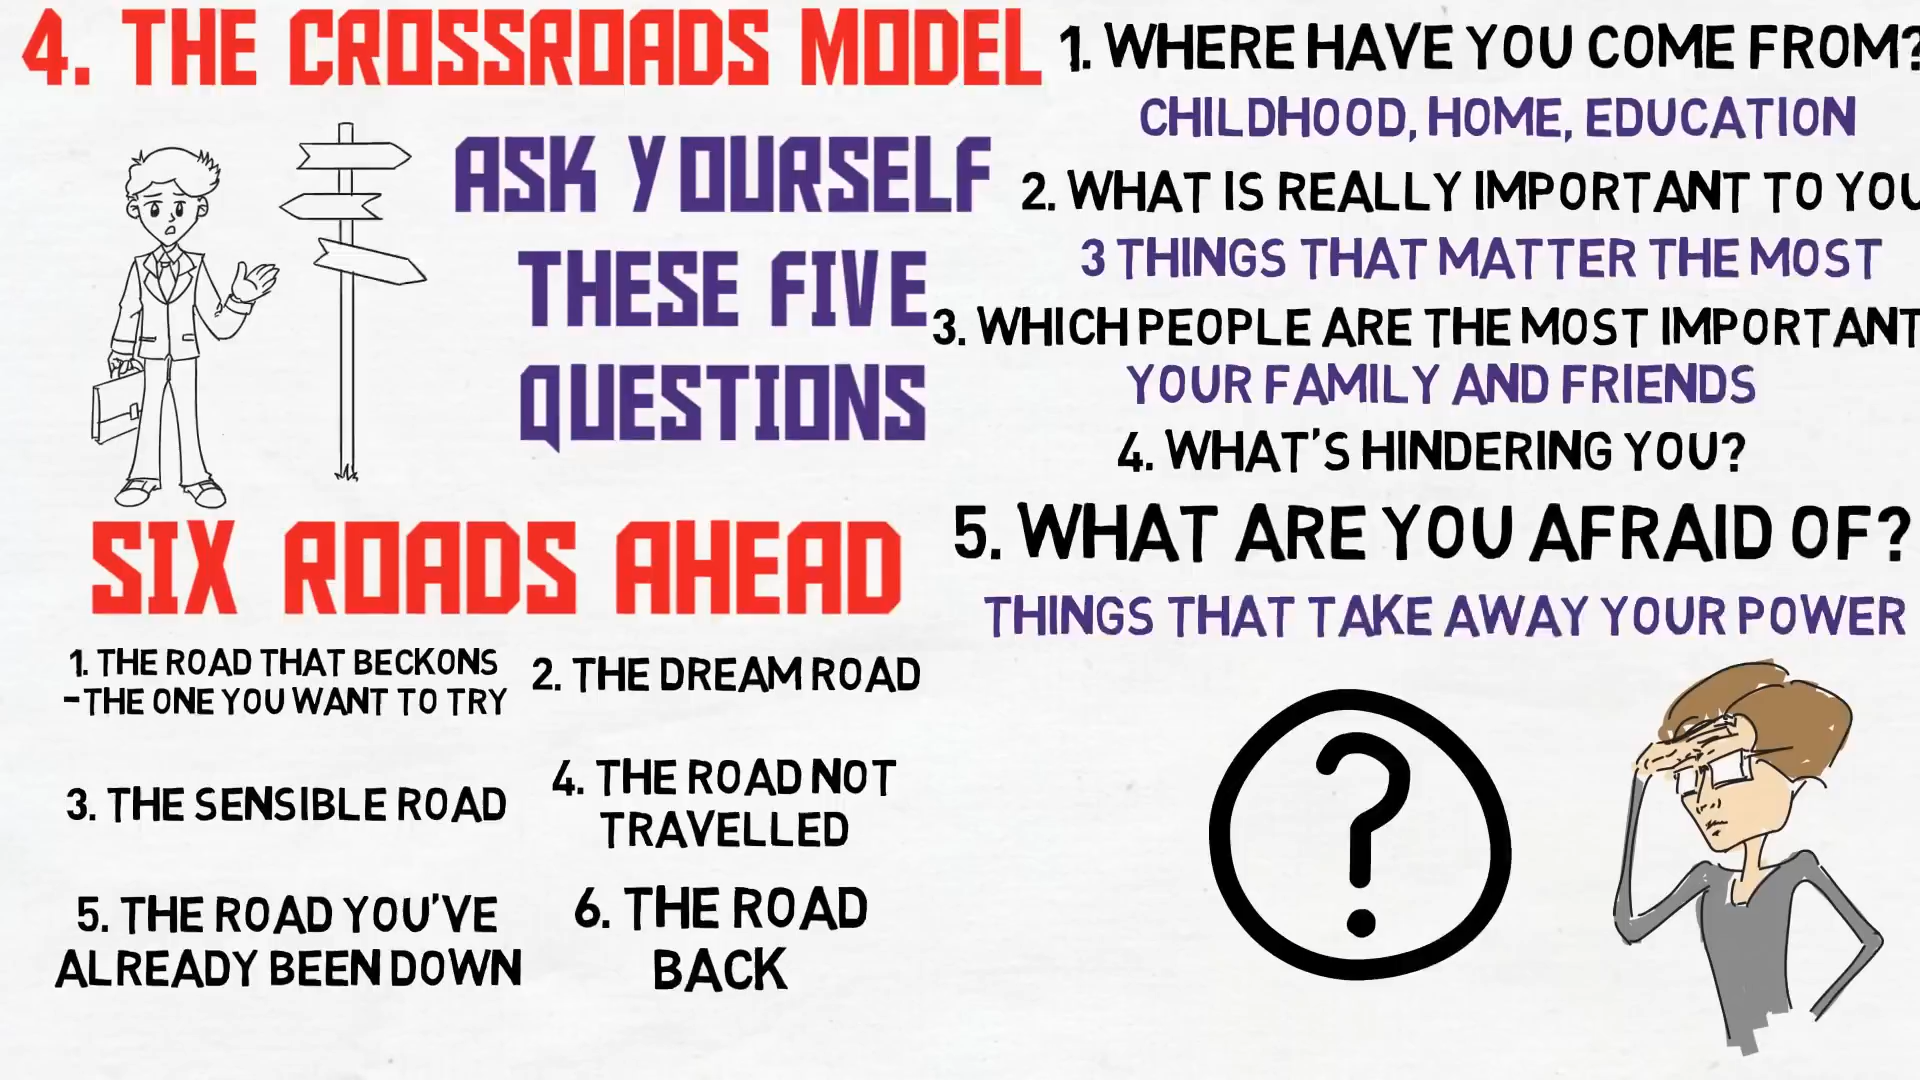 4. THE CROSSROADS MODEL
ASK YOURSELF
THESE FIVE
QUESTIONS
1. WHERE HAVE YOU COME FROM?
CHILDHOOD, HOME, EDUCATION
2. WHAT IS REALLY IMPORTANT TO YOU
3 THINGS THAT MATTER THE MOST
3. WHICH PEOPLE ARE THE MOST IMPORTANT
YOUR FAMILY AND FRIENDS
4. WHAT'S HINDERING YOU?
5. WHAT ARE YOU AFRAID OF?
THINGS THAT TAKE AWAY YOUR POWER
SIX ROADS AHEAD
1. THE ROAD THAT BECKONS
-THE ONE YOU WANT TO TRY
2. THE DREAM ROAD
3. THE SENSIBLE ROAD
4. THE ROAD NOT
TRAVELLED
5. THE ROAD YOU'VE
ALREADY BEEN DOWN
6. THE ROAD
BACK
?